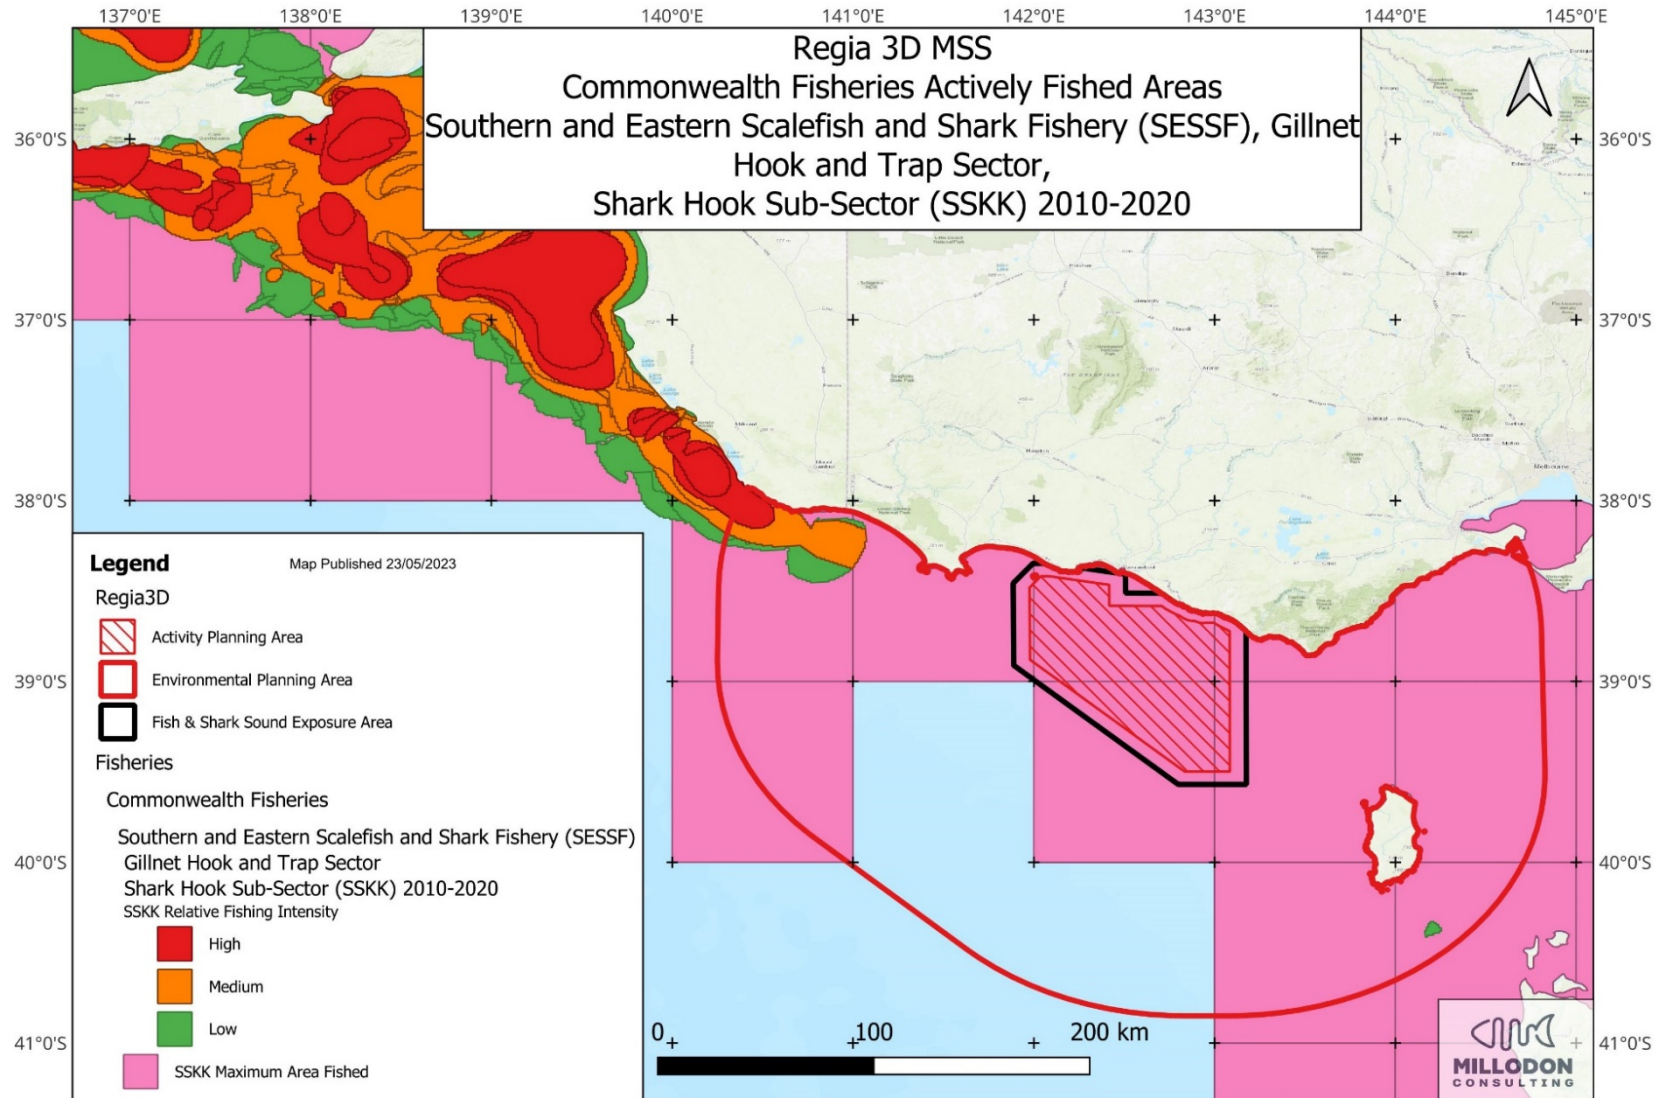 137°0'E 138°0'E 139°0'E 140°0'E 141°0'E 142°0'E 143°0'E 144°0'E 145°0'E
Regia 3D MSS
Commonwealth Fisheries Actively Fished Areas
Southern and Eastern Scalefish and Shark Fishery (SESSF), Gillnet
Hook and Trap Sector,
Shark Hook Sub-Sector (SSKK) 2010-2020
36°0'S 36°0'S
37°0'S 37°0'S
38°0'S 38°0'S
Melbourne
Legend
Map Published 23/05/2023
Regia3D
Activity Planning Area
39°0'S 39°0'S
Environmental Planning Area
Fish & Shark Sound Exposure Area
Fisheries
Commonwealth Fisheries
Southern and Eastern Scalefish and Shark Fishery (SESSF)
40°0'S 40°0'S
Gillnet Hook and Trap Sector
Shark Hook Sub-Sector (SSKK) 2010-2020
SSKK Relative Fishing Intensity
High
Medium
Low
0 100 200 km
41°0'S 41°0'S
SSKK Maximum Area Fished
MILLODON
CONSULTING